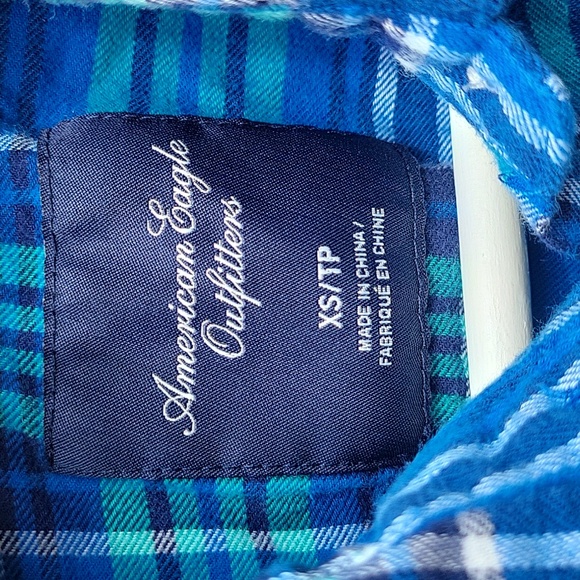 American Eagle
Outfitters
XS/TP
MADE IN CHINA/
FABRIQUÉ EN CHINE